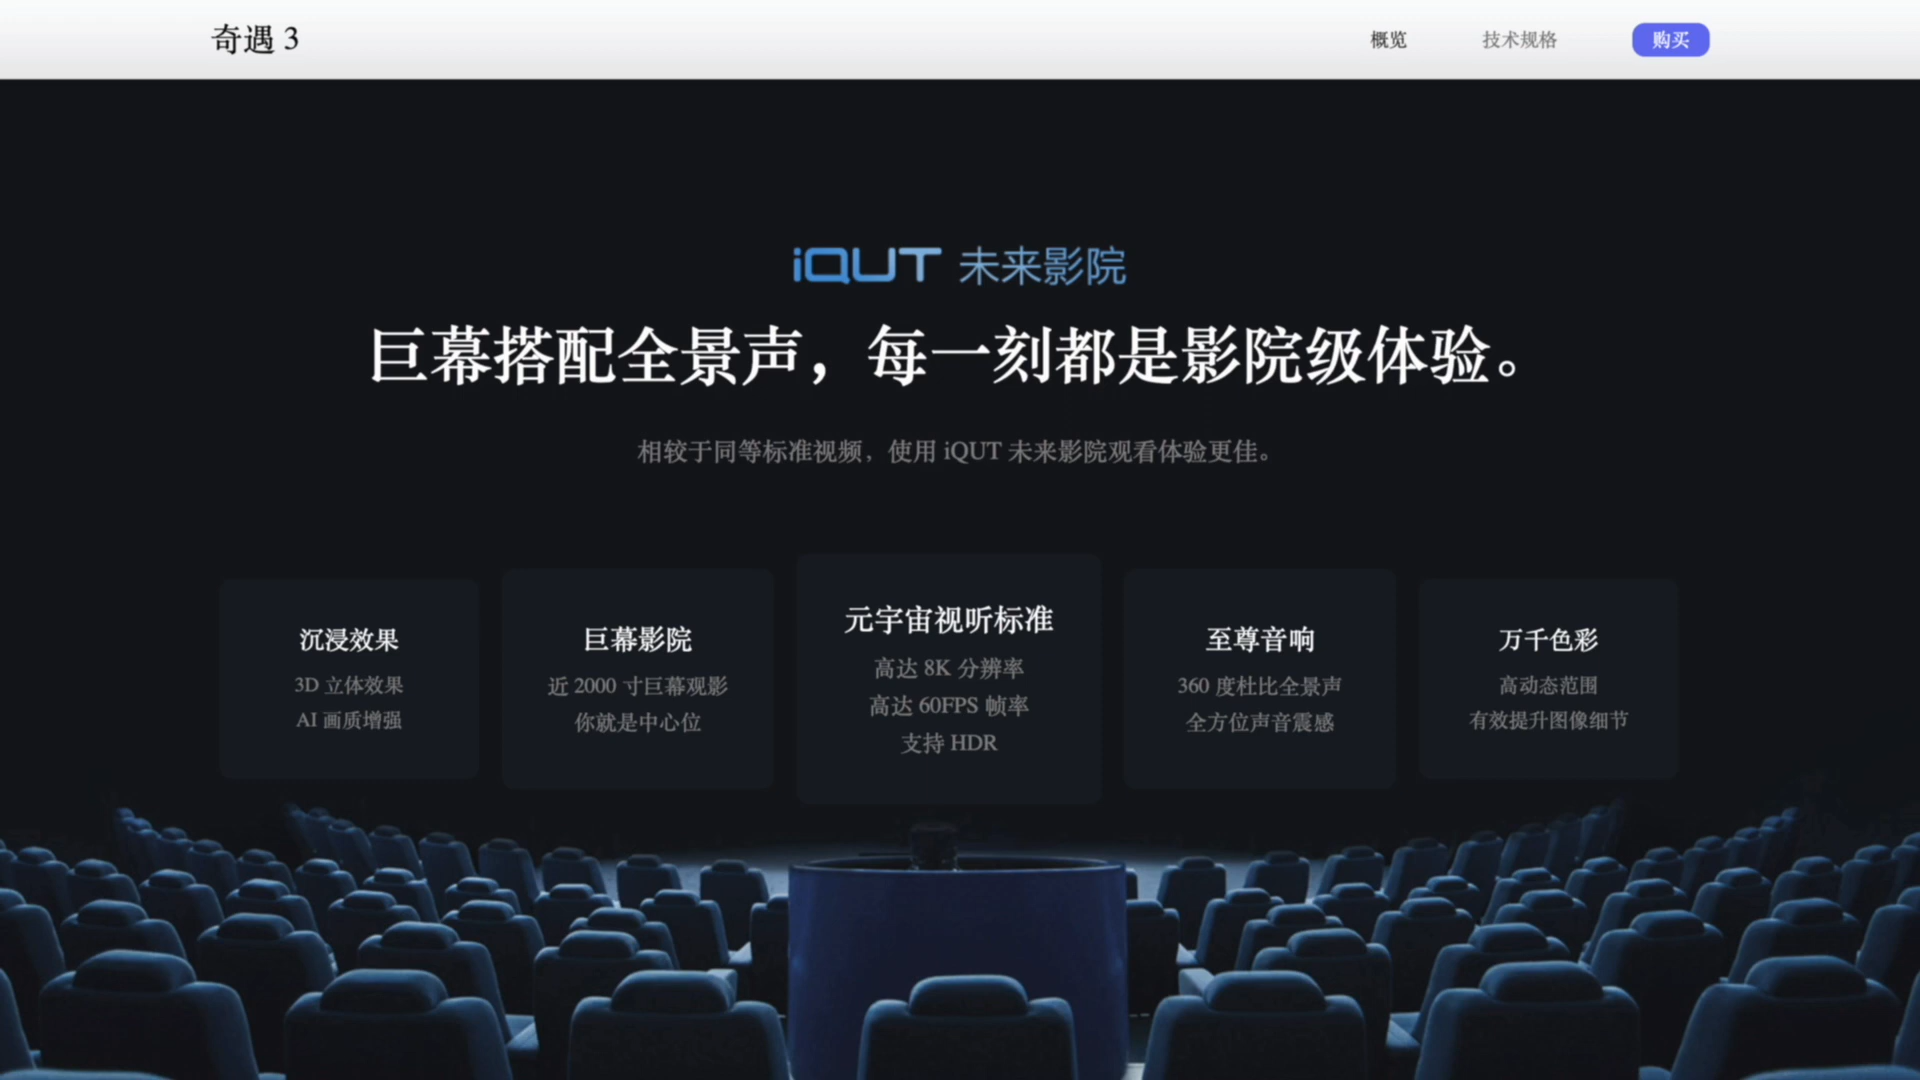 奇遇 3
概览
技术规格
购买
iQUT 未来影院
巨幕搭配全景声，每一刻都是影院级体验。
相较于同等标准视频，使用 iQUT 未来影院观看体验更佳。
沉浸效果
3D 立体效果
AI 画质增强
巨幕影院
近 2000 寸巨幕观影
你就是中心位
元宇宙视听标准
高达 8K 分辨率
高达 60FPS 帧率
支持 HDR
至尊音响
360 度杜比全景声
全方位声音震感
万千色彩
高动态范围
有效提升图像细节